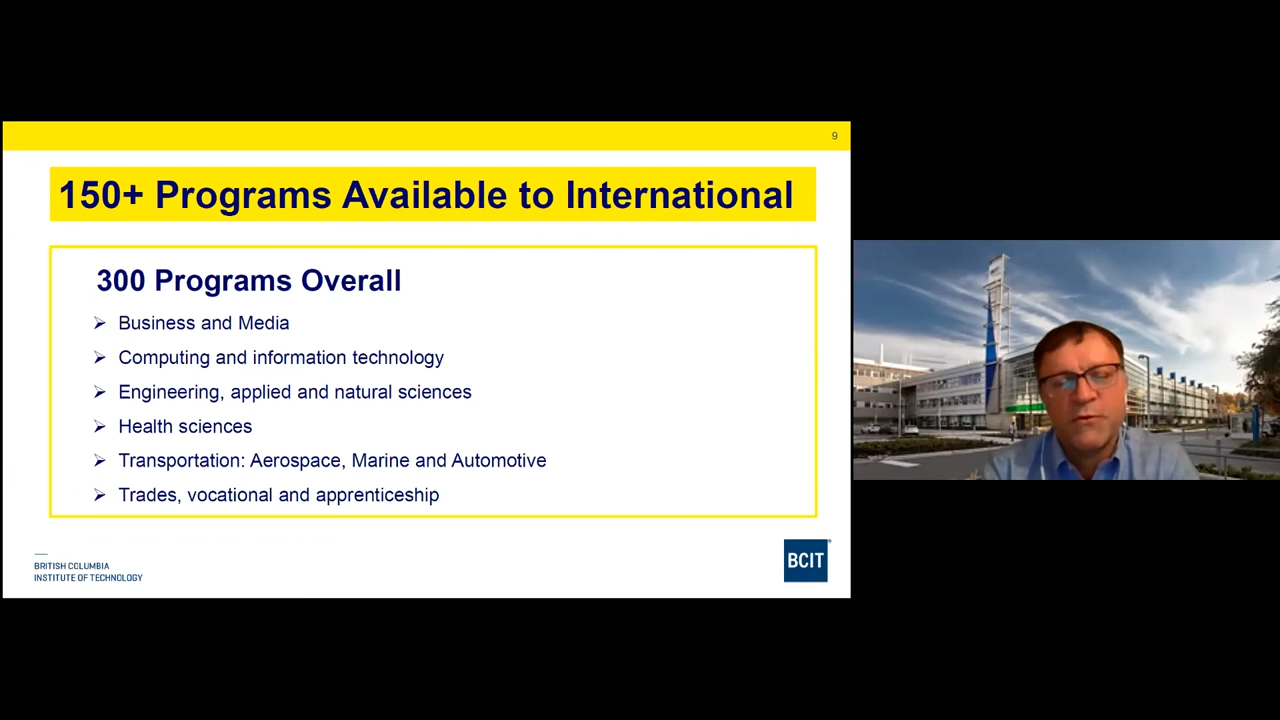 9
150+ Programs Available to International
300 Programs Overall
Business and Media
Computing and information technology
Engineering, applied and natural sciences
Health sciences
Transportation: Aerospace, Marine and Automotive
Trades, vocational and apprenticeship
BRITISH COLUMBIA
INSTITUTE OF TECHNOLOGY
BCIT